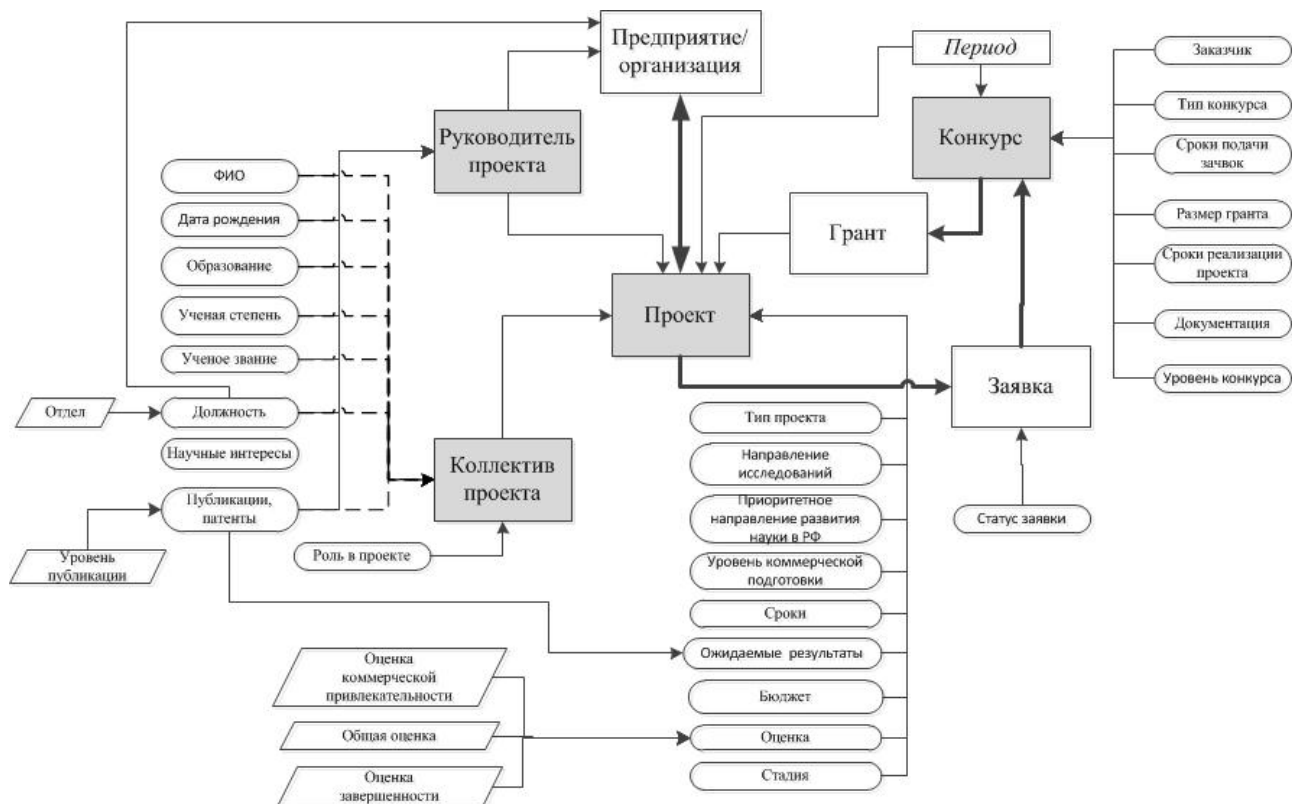 Предприятие/
организация
Период
Заказчик
Руководитель
проекта
Конкурс
Тип конкурса
Сроки подачи
зачвок
ФИО
Дата рождения
Грант
Размер гранта
Образование
Сроки реализации
проекта
Ученая степень
Проект
Документация
Ученое звание
Заявка
Уровень конкурса
Отдел
Должность
Тип проекта
Научные интересы
Коллектив
проекта
Направление
исследований
Публикации,
патенты
Приоритетное
направление развития
науки в РФ
Статус заявки
Уровень
публикации
Роль в проекте
Уровень коммерческой
подготовки
Сроки
Ожидаемые результаты
Оценка
коммерческой
привлекательности
Бюджет
Общая оценка
Оценка
Оценка
завершенности
Стадия